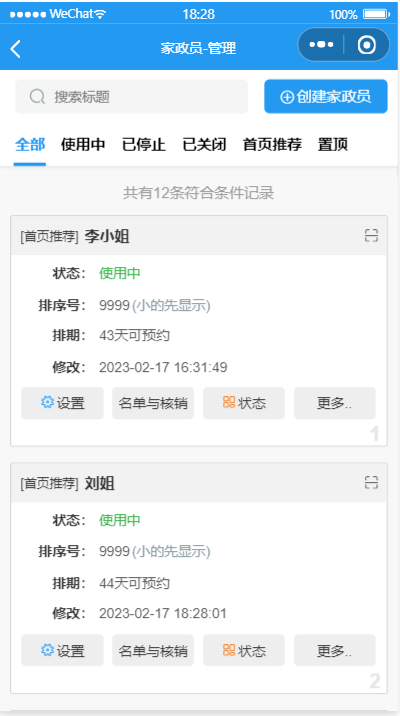 WeChat 18:28 100%
家政员-管理
搜索标题 创建家政员
全部 使用中 已停止 已关闭 首页推荐 置顶
共有12条符合条件记录
[首页推荐] 李小姐
状态： 使用中
排序号： 9999 (小的先显示)
排期： 43天可预约
修改： 2023-02-17 16:31:49
设置 名单与核销 状态 更多..
1
[首页推荐] 刘姐
状态： 使用中
排序号： 9999 (小的先显示)
排期： 44天可预约
修改： 2023-02-17 18:28:01
设置 名单与核销 状态 更多..
2